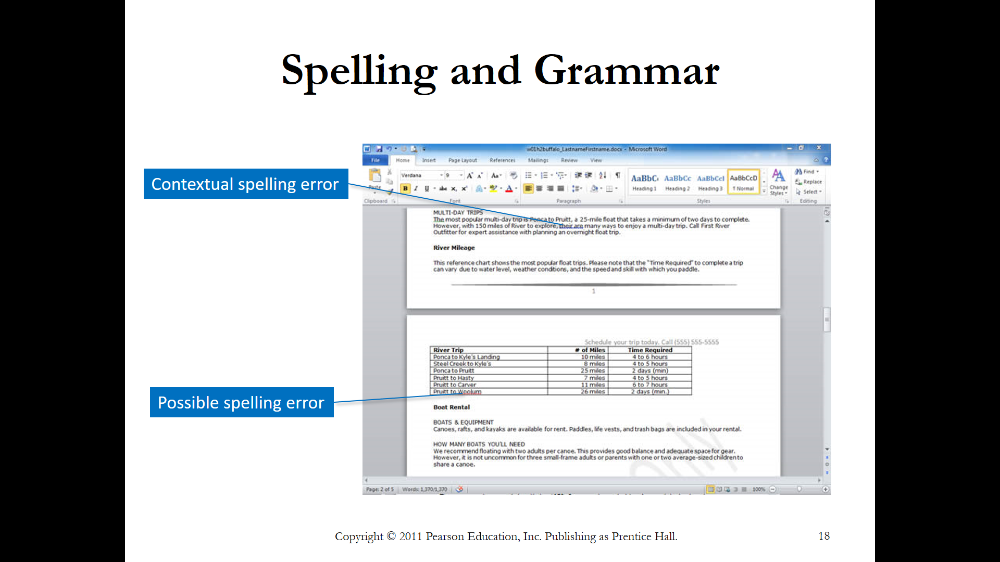 Spelling and Grammar
w01h2buffalo_LastnameFirstname.docx - Microsoft Word
File Home Insert Page Layout References Mailings Review View
Contextual spelling error
Verdana 9
AaBbC AaBbCc AaBbCcI AaBbCcD
Heading 1 Heading 2 Heading 3 ¶ Normal
Change Styles
Find
Replace
Select
Paste
Clipboard Font Paragraph Styles Editing
MULTI-DAY TRIPS
The most popular multi-day trip is Ponca to Pruitt, a 25-mile float that takes a minimum of two days to complete.
However, with 150 miles of River to explore, their are many ways to enjoy a multi-day trip. Call First River
Outfitter for expert assistance with planning an overnight float trip.
River Mileage
This reference chart shows the most popular float trips. Please note that the "Time Required" to complete a trip
can vary due to water level, weather conditions, and the speed and skill with which you paddle.
1
Schedule your trip today. Call (555) 555-5555
River Trip # of Miles Time Required
Ponca to Kyle's Landing 10 miles 4 to 6 hours
Steel Creek to Kyle's 8 miles 4 to 5 hours
Ponca to Pruitt 25 miles 2 days (min)
Pruitt to Hasty 7 miles 4 to 5 hours
Pruitt to Carver 11 miles 6 to 7 hours
Pruitt to Woolum 26 miles 2 days (min.)
Possible spelling error
Boat Rental
BOATS & EQUIPMENT
Canoes, rafts, and kayaks are available for rent. Paddles, life vests, and trash bags are included in your rental.
HOW MANY BOATS YOU'LL NEED
We recommend floating with two adults per canoe. This provides good balance and adequate space for gear.
However, it is not uncommon for three small-frame adults or parents with one or two average-sized children to
share a canoe.
Only
Page: 2 of 5 Words: 1,370/1,370 100%
Copyright © 2011 Pearson Education, Inc. Publishing as Prentice Hall. 18